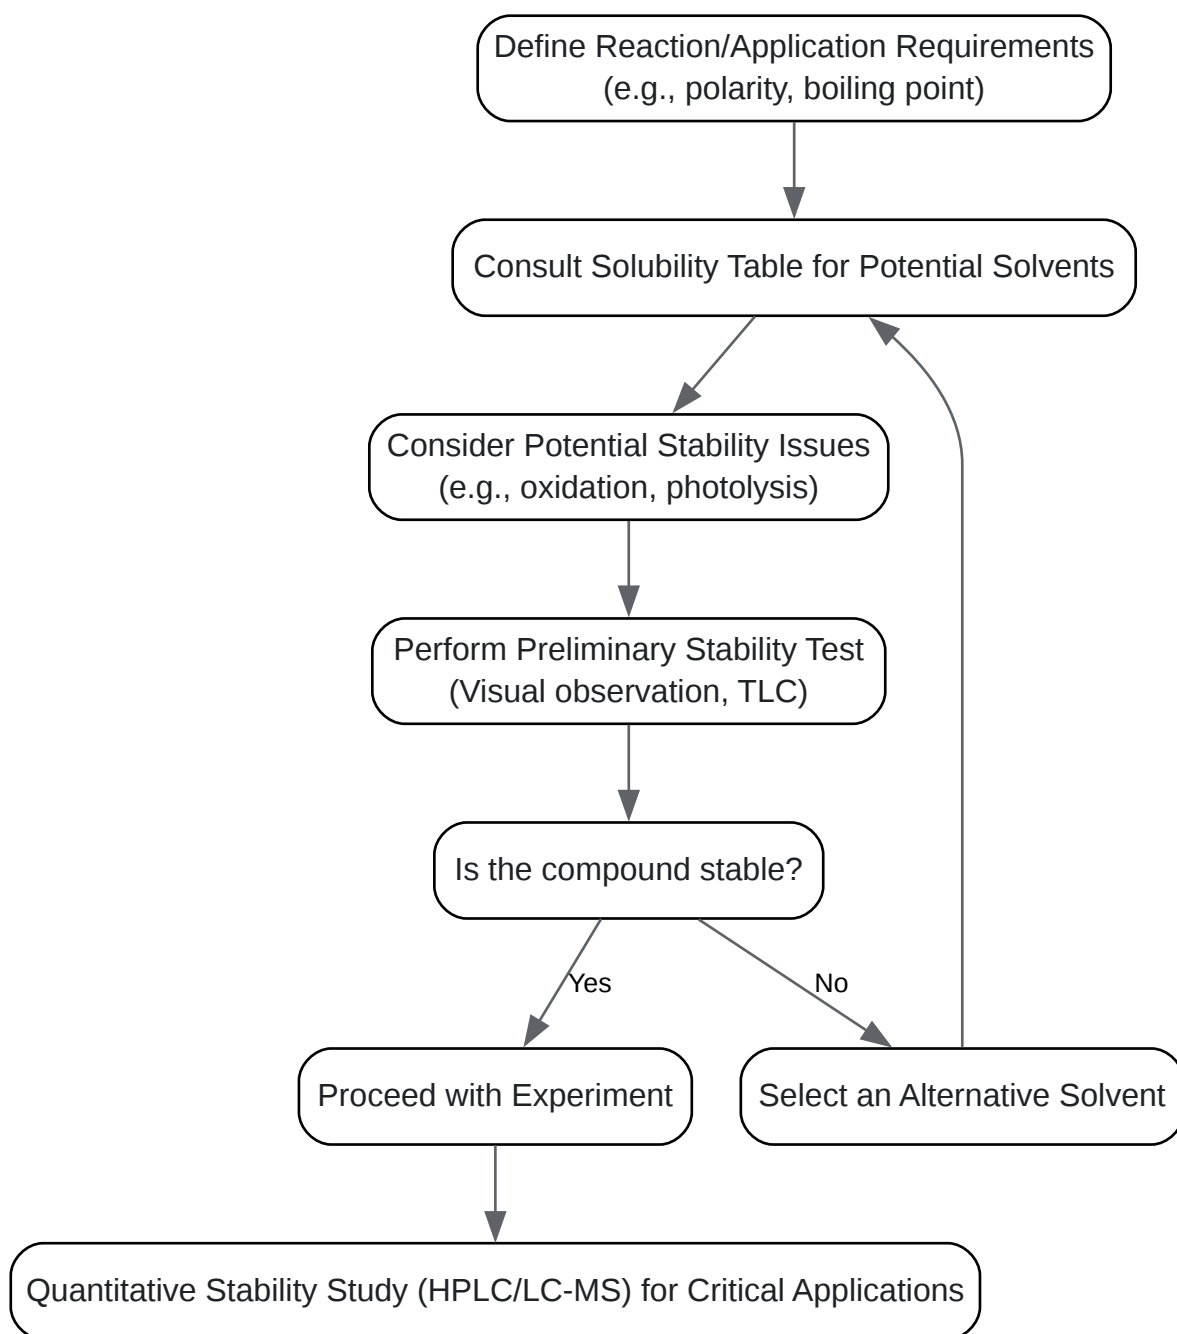 Define Reaction/Application Requirements
(e.g., polarity, boiling point)
Consult Solubility Table for Potential Solvents
Consider Potential Stability Issues
(e.g., oxidation, photolysis)
Perform Preliminary Stability Test
(Visual observation, TLC)
Is the compound stable?
Yes
No
Proceed with Experiment
Select an Alternative Solvent
Quantitative Stability Study (HPLC/LC-MS) for Critical Applications